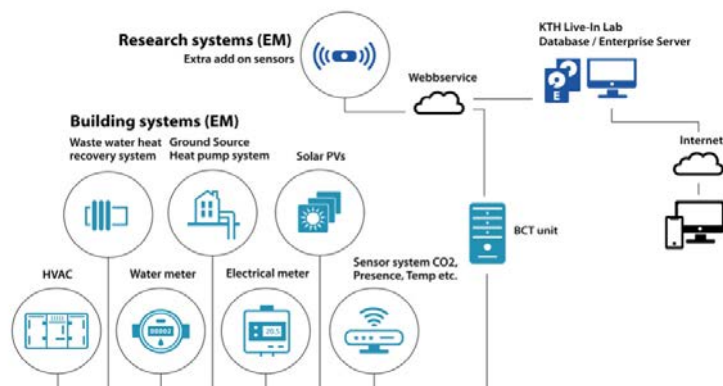 Research systems (EM)
Extra add on sensors
KTH Live-In Lab
Database / Enterprise Server
Webbservice
E
Building systems (EM)
Waste water heat
recovery system
Ground Source
Heat pump system
Solar PVs
Internet
BCT unit
HVAC
Water meter
Electrical meter
Sensor system CO2,
Presence, Temp etc.
00002
20.5